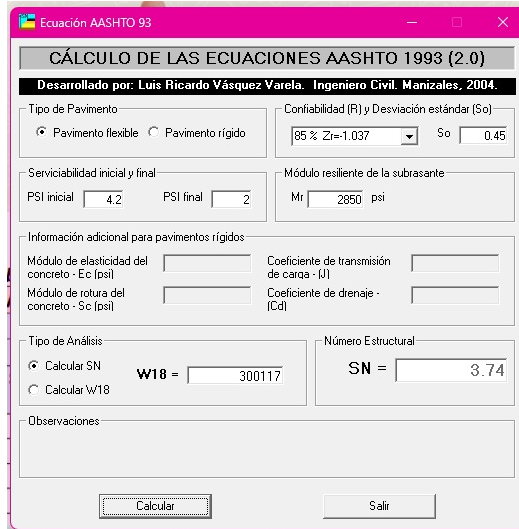 Ecuación AASHTO 93
CÁLCULO DE LAS ECUACIONES AASHTO 1993 (2.0)
Desarrollado por: Luis Ricardo Vásquez Varela. Ingeniero Civil. Manizales, 2004.
Tipo de Pavimento
Pavimento flexible Pavimento rígido
Confiabilidad (R) y Desviación estándar (So)
85 % Zr=-1.037 So 0.45
Serviciabilidad inicial y final
PSI inicial 4.2 PSI final 2
Módulo resiliente de la subrasante
Mr 2850 psi
Información adicional para pavimentos rígidos
Módulo de elasticidad del
concreto - Ec (psi)
Coeficiente de transmisión
de carga - (J)
Módulo de rotura del
concreto - Sc (psi)
Coeficiente de drenaje -
(Cd)
Tipo de Análisis
Calcular SN
Calcular W18
W18 = 300117
Número Estructural
SN = 3.74
Observaciones
Calcular Salir